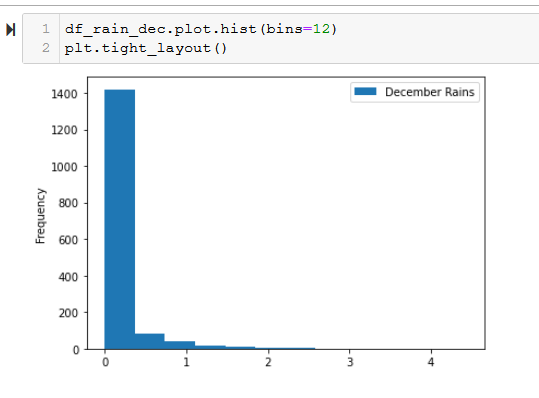 1 df_rain_dec.plot.hist(bins=12)
2 plt.tight_layout()
December Rains
1400
1200
1000
800
600
400
200
0
Frequency
0 1 2 3 4